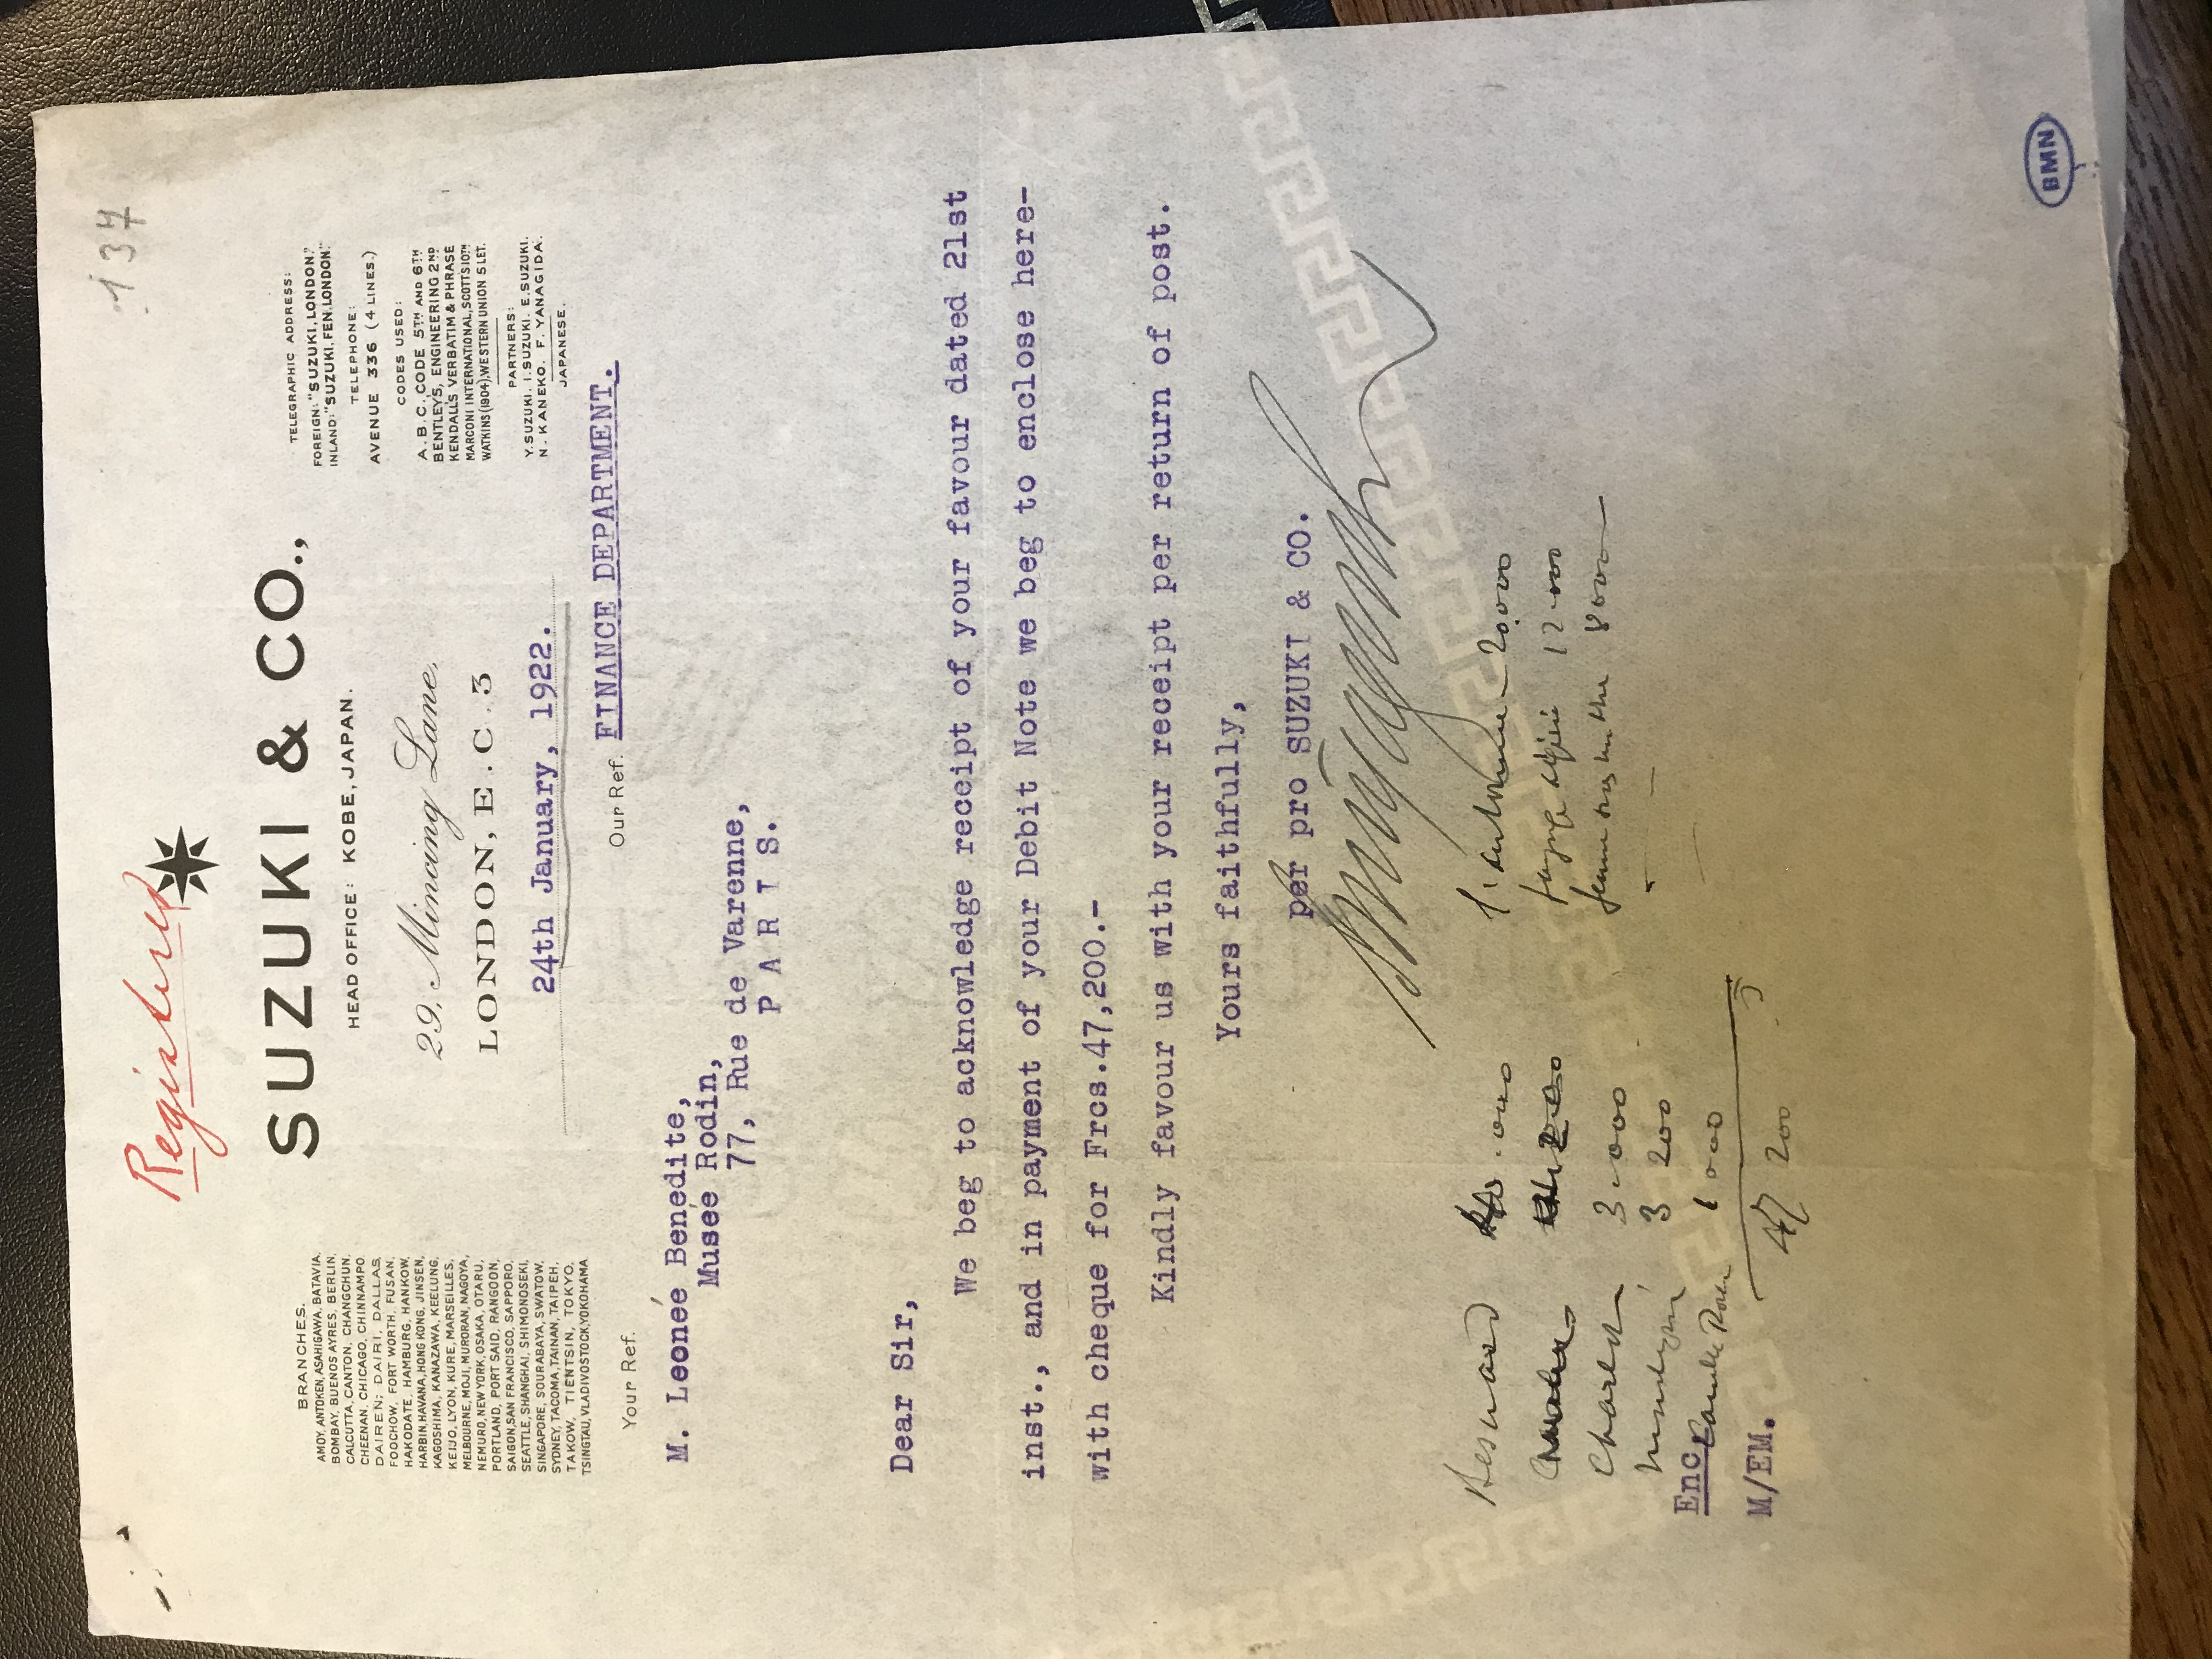 137
Registered
SUZUKI & CO.,
HEAD OFFICE: KOBE, JAPAN.
29, Mincing Lane,
LONDON, E.C.3
24th January, 1922.
BRANCHES.
AMOY, ANTOKEN, ASAHIGAWA, BATAVIA.
BOMBAY, BUENOS AYRES, BERLIN.
CALCUTTA, CANTON, CHANGCHUN.
CHEENAN, CHICAGO, CHINNAMPO
DAIREN: DAIRI, DALLAS
FOOCHOW, FORT WORTH, FUSAN.
HAKODATE, HAMBURG, HANKOW.
HARBIN, HAVANA, HONG KONG, JINSEN,
KAGOSHIMA, KANAZAWA, KEELUNG.
KEIJO, LYON, KURE, MARSEILLES,
MELBOURNE, MOJI, MURORAN, NAGOYA,
NEMURO, NEW YORK, OSAKA, OTARU,
PORTLAND, PORT SAID, RANGOON,
SAIGON, SAN FRANCISCO, SAPPORO,
SEATTLE, SHANGHAI, SHIMONOSEKI,
SINGAPORE, SOURABAYA, SWATOW,
SYDNEY, TACOMA, TAINAN, TAIPEH,
TAKOW, TIENTSIN, TOKYO.
TSINGTAU, VLADIVOSTOCK, YOKOHAMA
TELEGRAPHIC ADDRESS:
FOREIGN: "SUZUKI, LONDON."
INLAND: "SUZUKI, FEN. LONDON"
TELEPHONE:
AVENUE 336 (4 LINES.)
CODES USED:
A.B.C. CODE 5TH AND 6TH
BENTLEY'S, ENGINEERING 2ND
KENDALL'S VERBATIM & PHRASE
MARCONI INTERNATIONAL, SCOTTS 10TH
WATKINS (1904), WESTERN UNION 5 LET.
PARTNERS:
Y. SUZUKI. I. SUZUKI. E. SUZUKI.
N. KANEKO. F. YANAGIDA.
JAPANESE.
Your Ref.
Our Ref. FINANCE DEPARTMENT.
M. Leoneé Benédite,
Museé Rodin,
77, Rue de Varenne,
P A R I S.
Dear Sir,
We beg to acknowledge receipt of your favour dated 21st
inst., and in payment of your Debit Note we beg to enclose here-
with cheque for Frcs.47,200.-
Kindly favour us with your receipt per return of post.
Yours faithfully,
per pro SUZUKI & CO.
Besnard
20.000
12 000
8000
3000
3 200
1000
47 200
Enc.
M/EM.
BMN